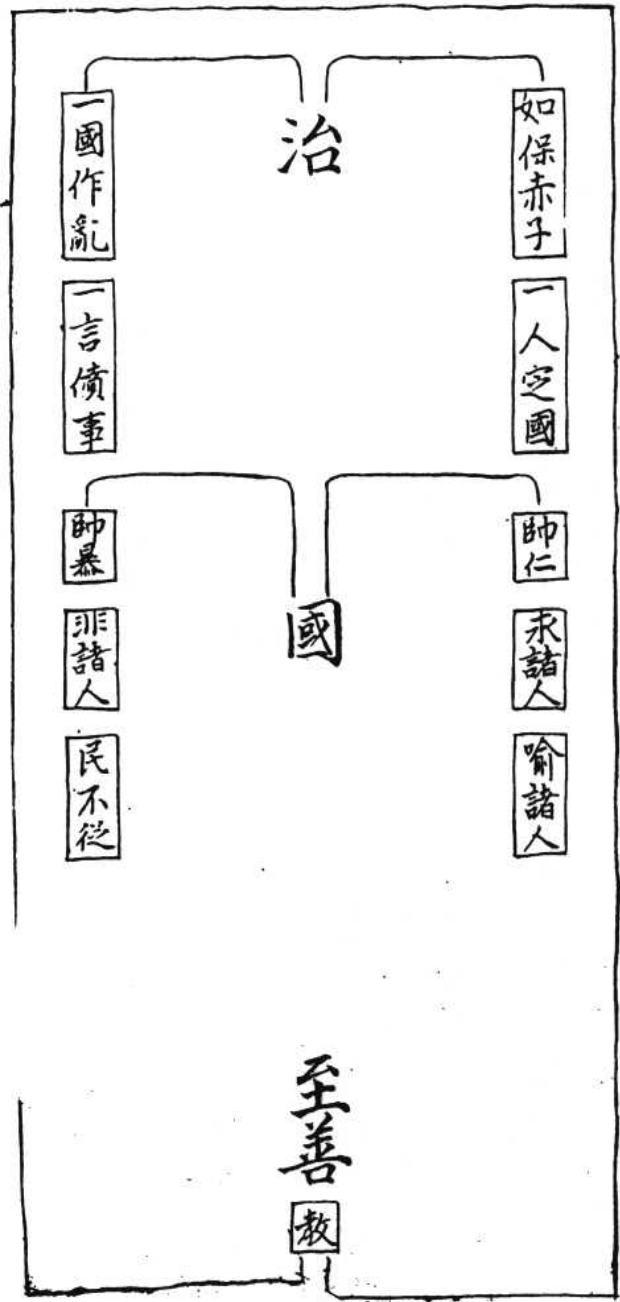 治
如保赤子
一人定國
一國作亂
一言僨事
國
帥仁
求諸人
喻諸人
帥暴
非諸人
民不從
至善
教